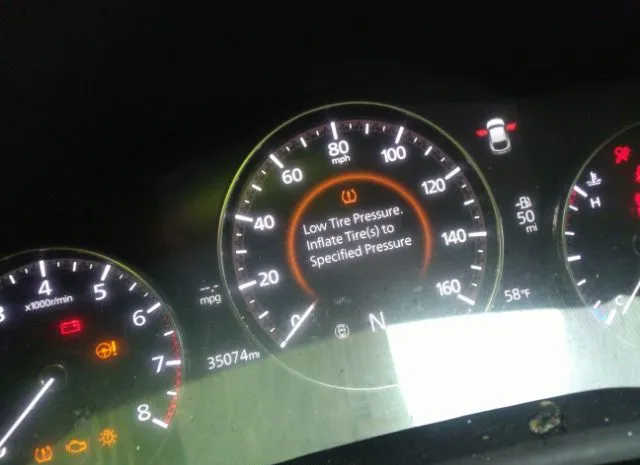 80
mph
60
100
40
120
20
140
0
160
Low Tire Pressure.
Inflate Tire(s) to
Specified Pressure
N
50
mi
58°F
H
C
--.-
mpg
35074mi
4
5
6
7
8
x1000r/min